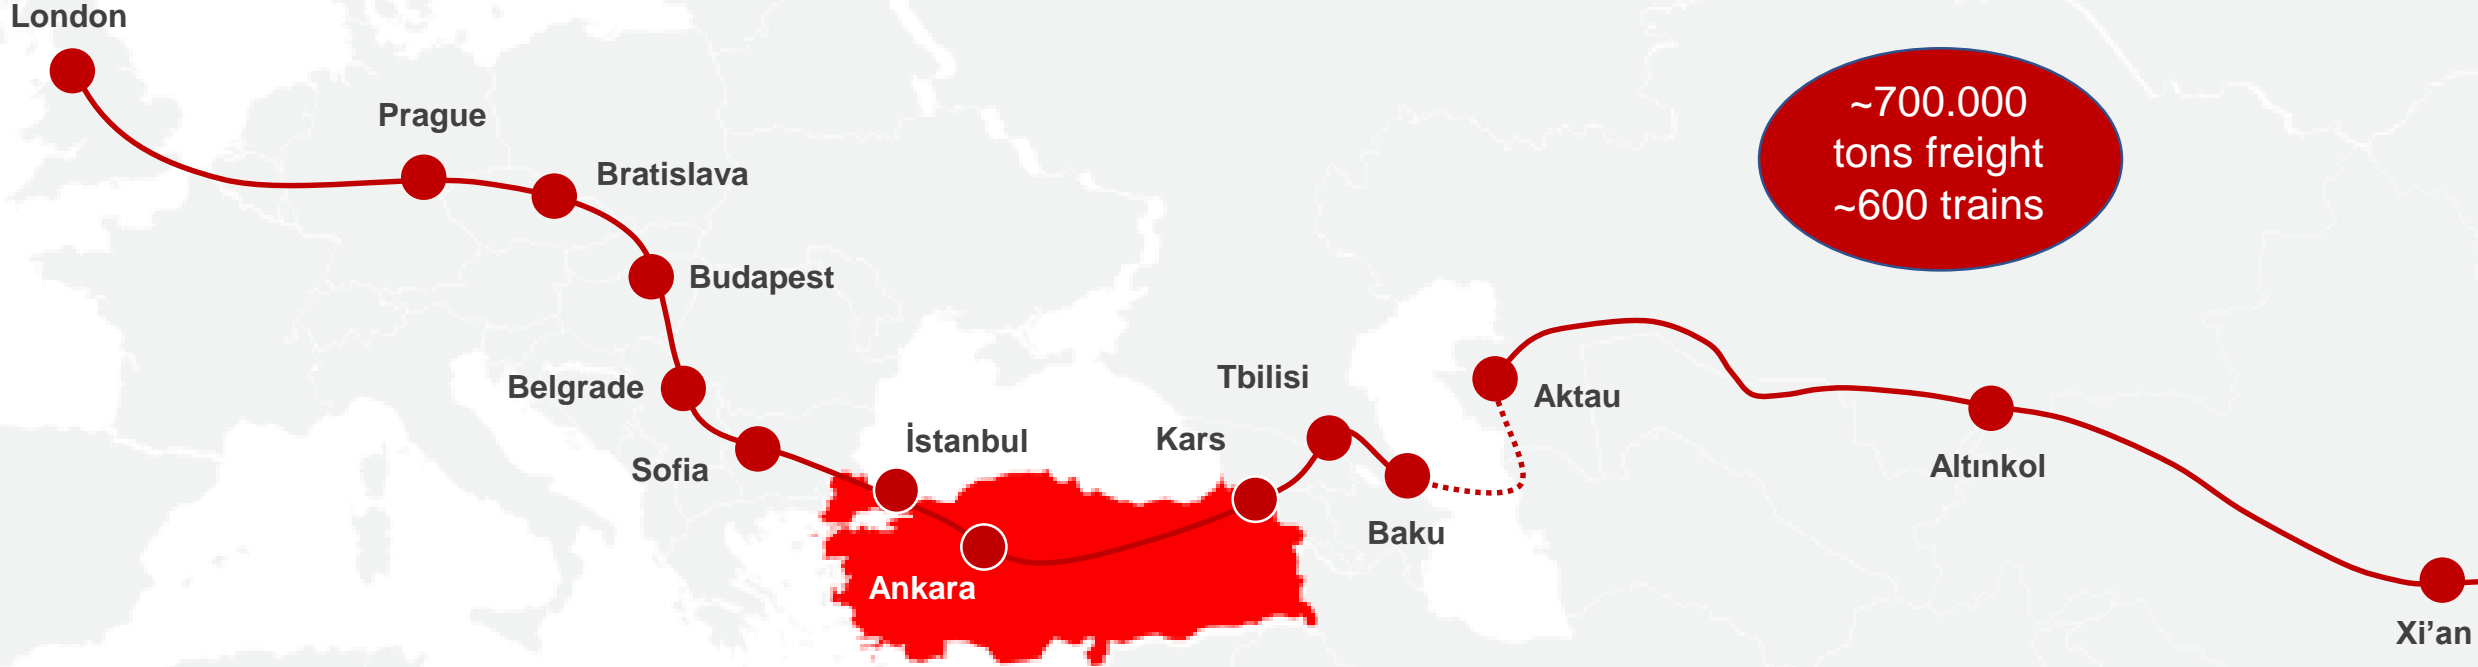 London
Prague
Bratislava
Budapest
Belgrade
Sofia
İstanbul
Ankara
Kars
Tbilisi
Baku
Aktau
Altınkol
Xi’an
~700.000
tons freight
~600 trains